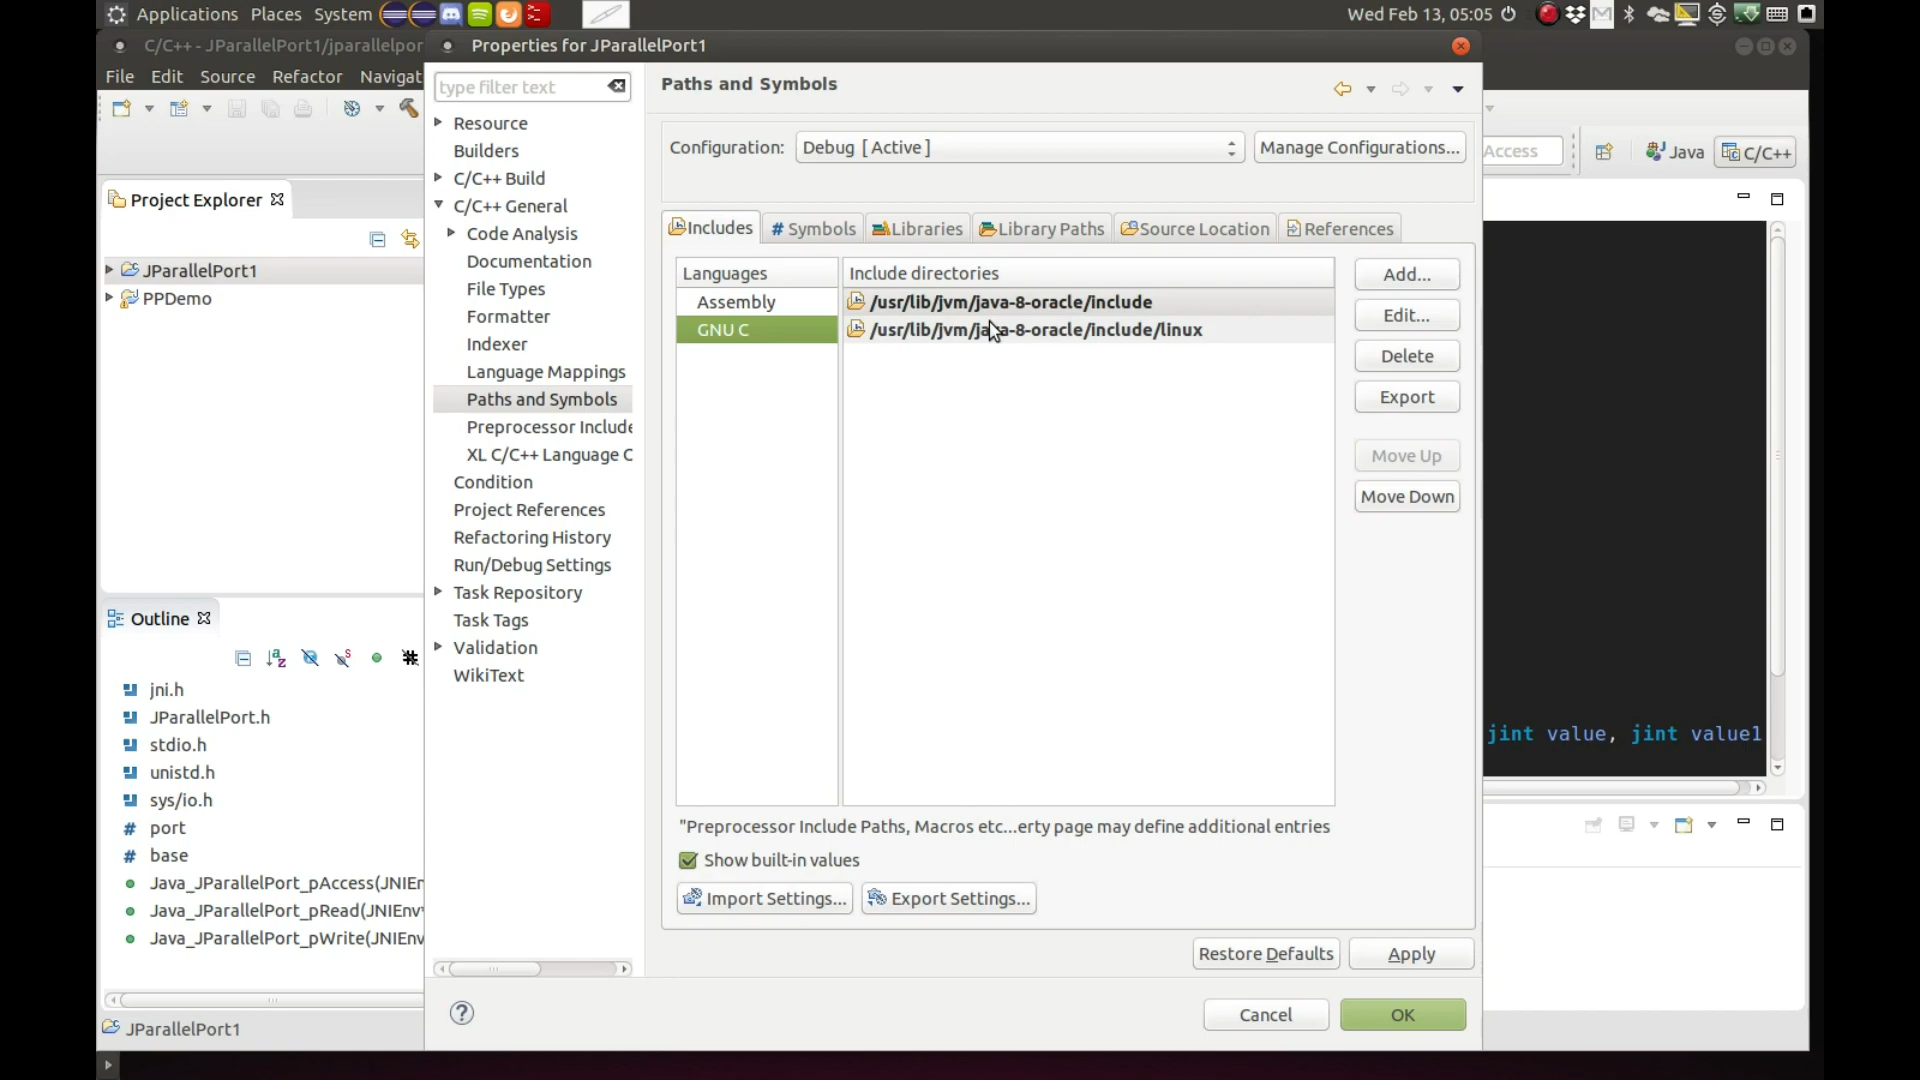 Applications Places System
Wed Feb 13, 05:05
C/C++ - JParallelPort1/jparallelpor
Properties for JParallelPort1
File Edit Source Refactor Navigat
type filter text
Resource
Builders
C/C++ Build
C/C++ General
Code Analysis
Documentation
File Types
Formatter
Indexer
Language Mappings
Paths and Symbols
Preprocessor Include
XL C/C++ Language C
Condition
Project References
Refactoring History
Run/Debug Settings
Task Repository
Task Tags
Validation
WikiText
Paths and Symbols
Configuration: Debug [ Active ] Manage Configurations...
Includes # Symbols Libraries Library Paths Source Location References
Languages
Assembly
GNU C
Include directories
/usr/lib/jvm/java-8-oracle/include
/usr/lib/jvm/java-8-oracle/include/linux
Add...
Edit...
Delete
Export
Move Up
Move Down
"Preprocessor Include Paths, Macros etc...erty page may define additional entries
Show built-in values
Import Settings... Export Settings...
Restore Defaults Apply
Cancel OK
Access
Java C/C++
jint value, jint value1
Project Explorer
JParallelPort1
PPDemo
Outline
jni.h
JParallelPort.h
stdio.h
unistd.h
sys/io.h
# port
# base
Java_JParallelPort_pAccess(JNIEn
Java_JParallelPort_pRead(JNIEnv
Java_JParallelPort_pWrite(JNIEnv
JParallelPort1